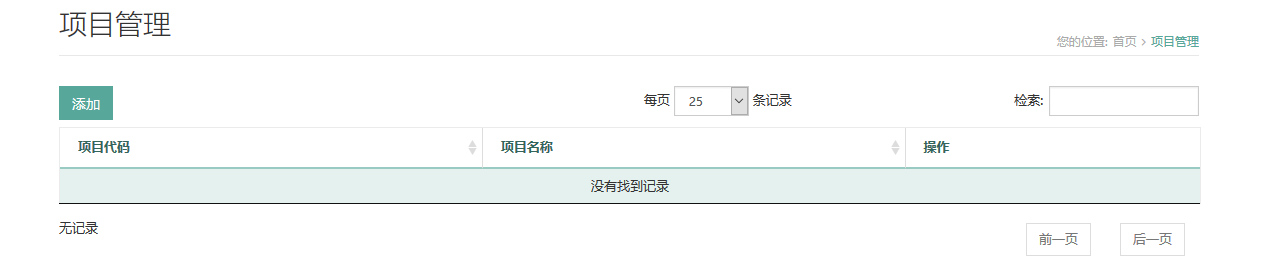 项目管理
您的位置: 首页 > 项目管理
添加 每页 25 条记录 检索:
项目代码 项目名称 操作
没有找到记录
无记录 前一页 后一页